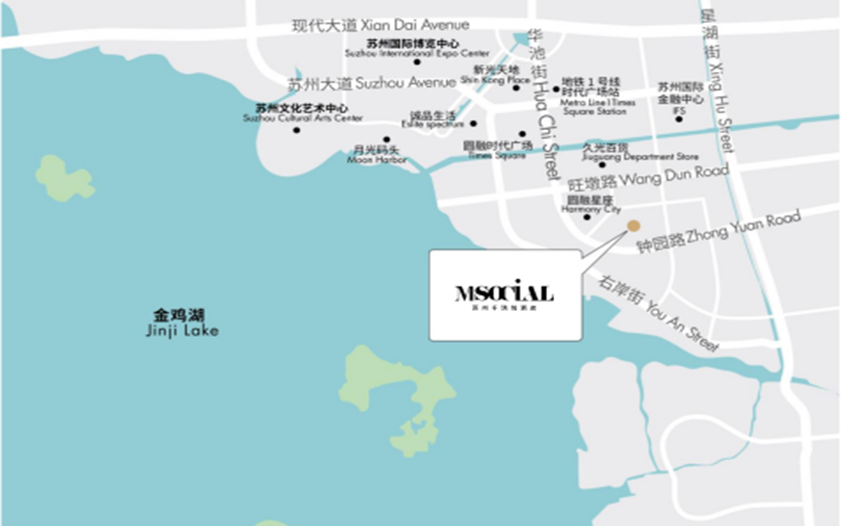 现代大道 Xian Dai Avenue
苏州国际博览中心
Suzhou International Expo Center
苏州大道 Suzhou Avenue
新光天地
Shin Kong Place
华池街 Hua Chi Street
地铁 1 号线
时代广场站
Metro Line1Times
Square Station
苏州国际
金融中心
IFS
星湖街 Xing Hu Street
苏州文化艺术中心
Suzhou Cultural Arts Center
诚品生活
Eslite spectrum
月光码头
Moon Harbor
圆融时代广场
Times Square
久光百货
Jiuguang Department Store
旺墩路 Wang Dun Road
圆融星座
Harmony City
钟园路 Zhong Yuan Road
MSOCIAL
右岸街 You An Street
金鸡湖
Jinji Lake